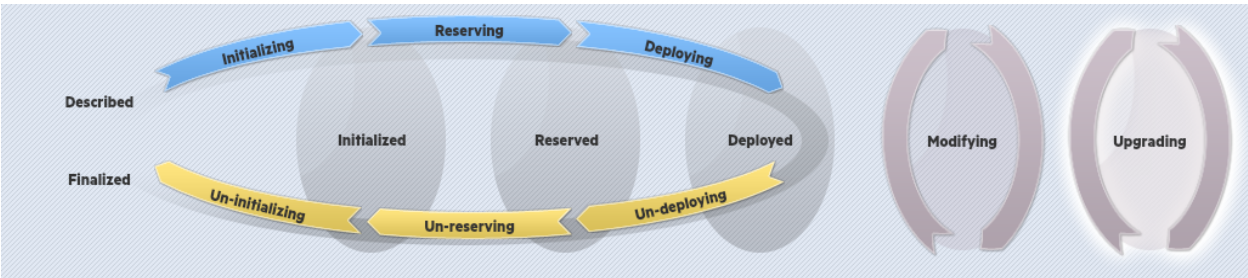 Initializing
Reserving
Deploying
Described
Initialized
Reserved
Deployed
Modifying
Upgrading
Finalized
Un-initializing
Un-reserving
Un-deploying